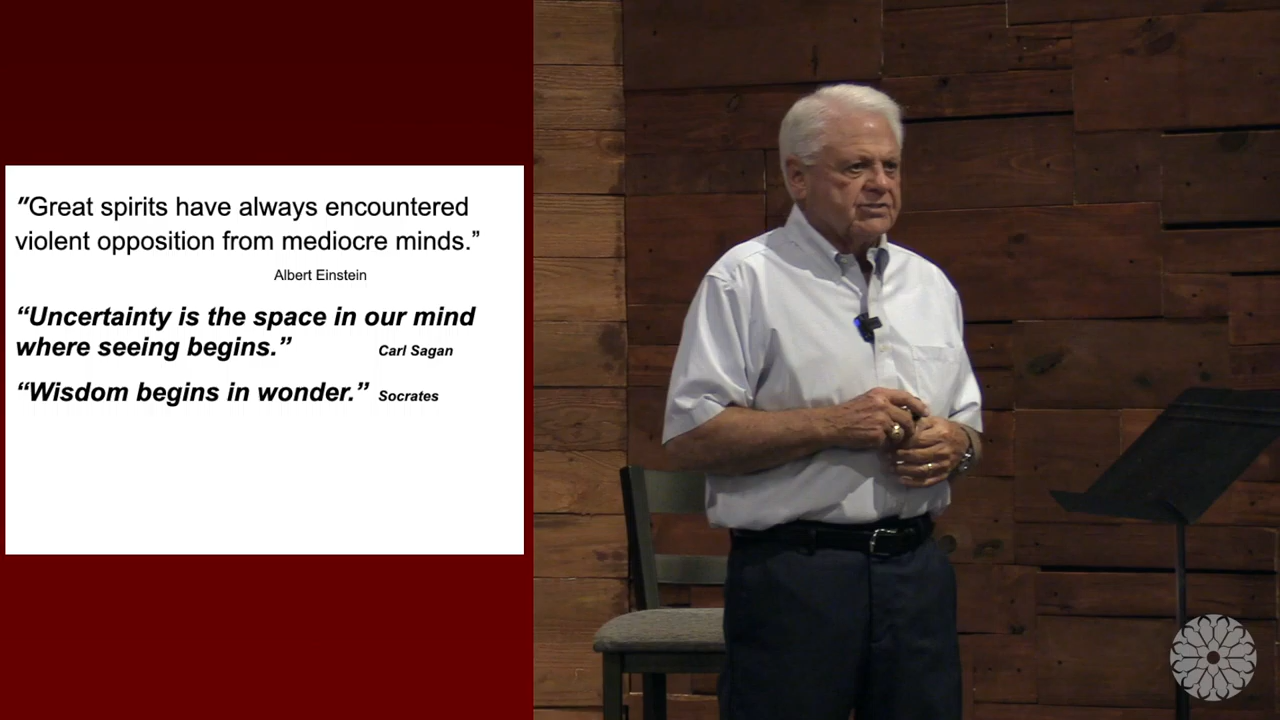 "Great spirits have always encountered
violent opposition from mediocre minds.”
Albert Einstein
“Uncertainty is the space in our mind
where seeing begins.” Carl Sagan
“Wisdom begins in wonder.” Socrates